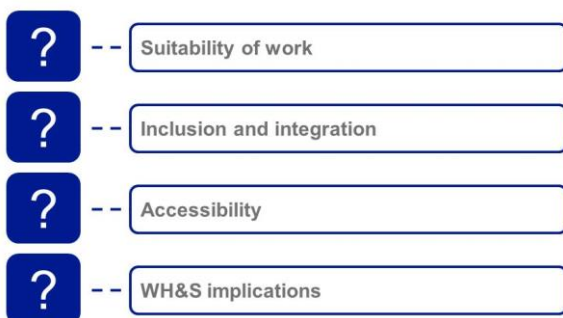 ? Suitability of work
? Inclusion and integration
? Accessibility
? WH&S implications